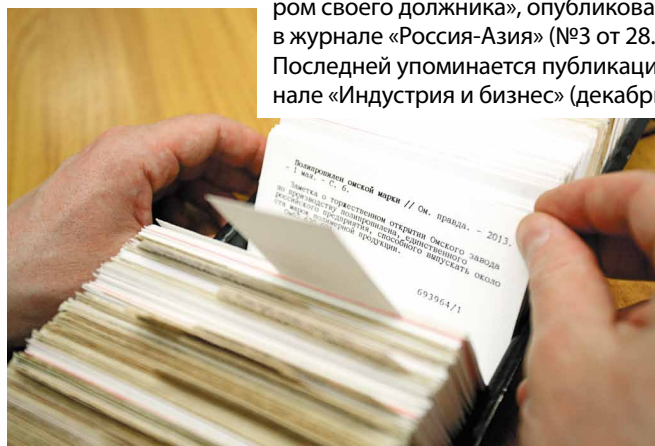 ром своего должника», опубликова
в журнале «Россия-Азия» (№3 от 28.
Последней упоминается публикаци
нале «Индустрия и бизнес» (декабр
Полипропилен омской марки // Ом. правда. - 2013.
- 1 мая. - С. 6.
Заметка о торжественном открытии Омского завода
по производству полипропилена, единственного
российского предприятия, способного выпускать около
ста марок полимерной продукции.
693964/1